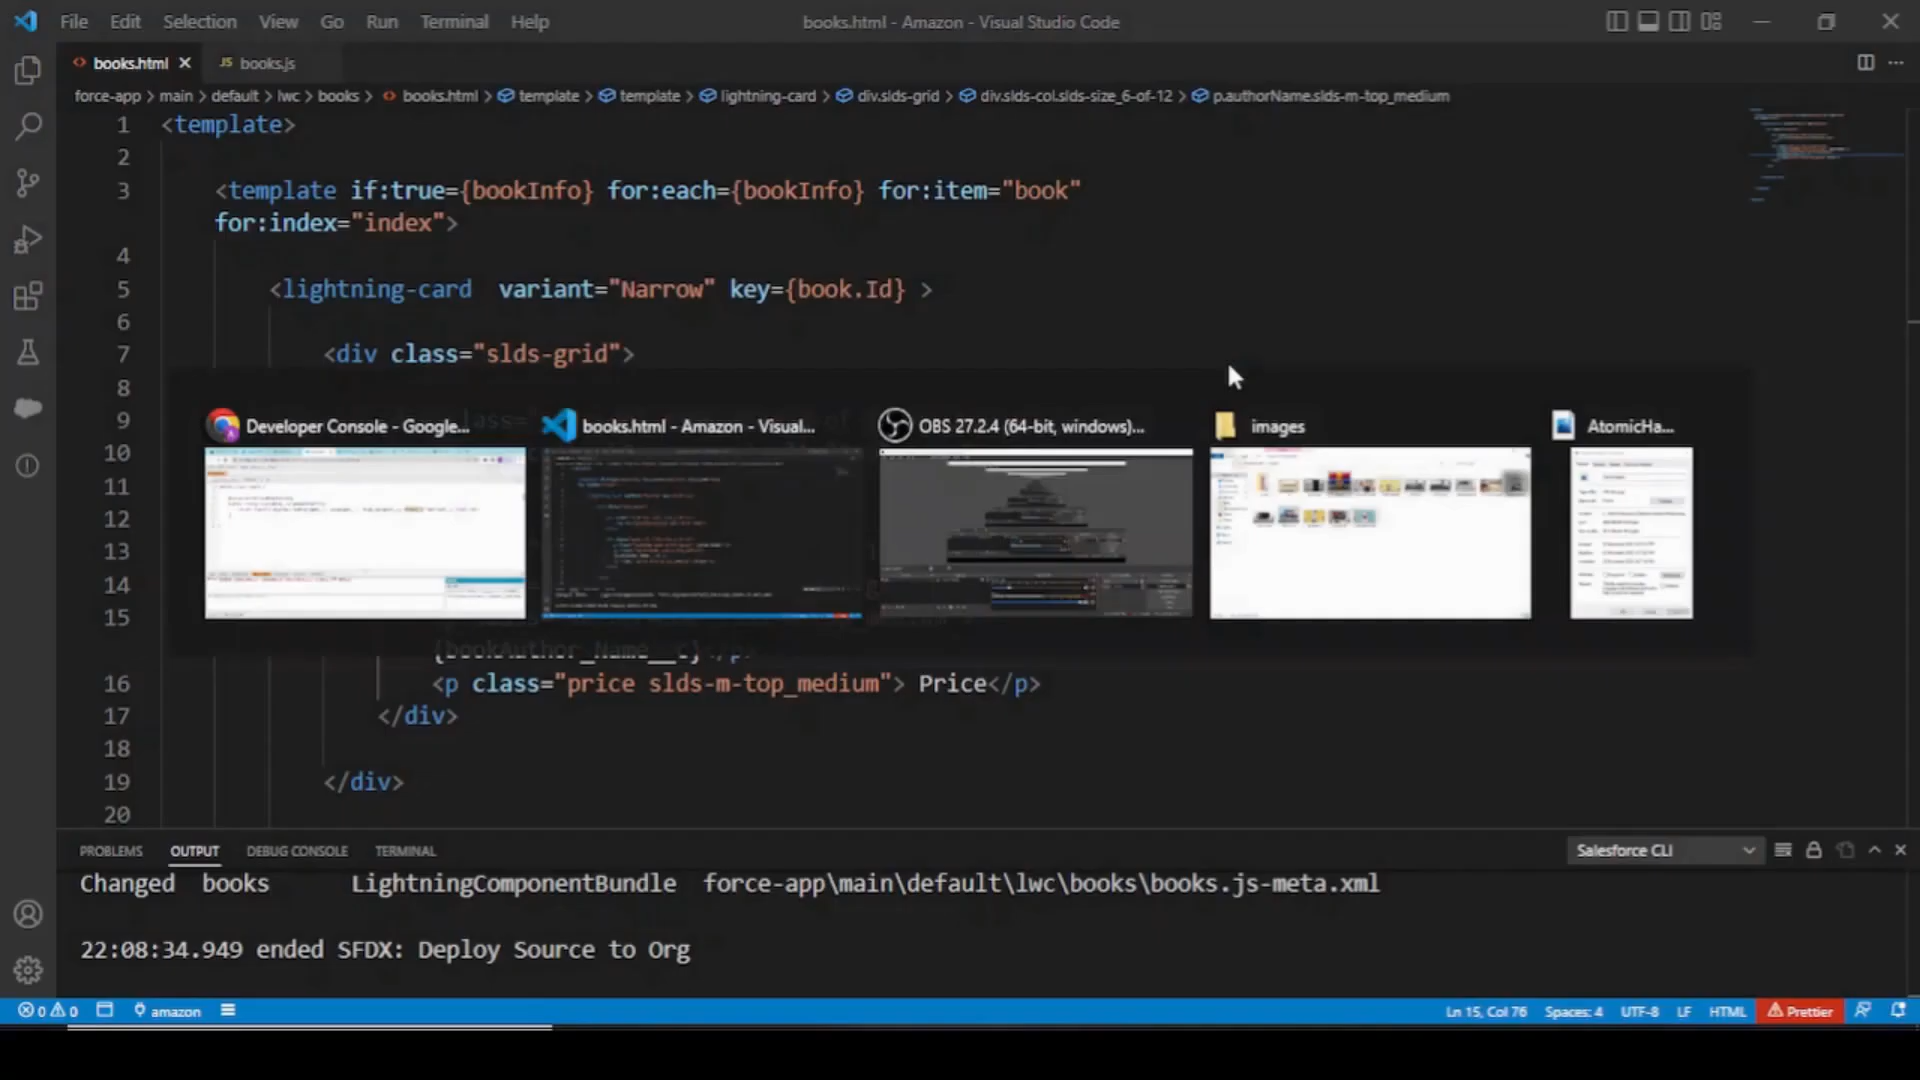 File Edit Selection View Go Run Terminal Help books.html - Amazon - Visual Studio Code
books.html JS books.js
force-app > main > default > lwc > books > books.html > template > template > lightning-card > div.slds-grid > div.slds-col.slds-size_6-of-12 > p.authorName.slds-m-top_medium
1 <template>
2
3 <template if:true={bookInfo} for:each={bookInfo} for:item="book"
for:index="index">
4
5 <lightning-card variant="Narrow" key={book.Id} >
6
7 <div class="slds-grid">
8
9
Developer Console - Google... books.html - Amazon - Visual... OBS 27.2.4 (64-bit, windows)... images AtomicHa...
10
11
12
13
14
15
{bookAuthor_Name__c}</p>
16 <p class="price slds-m-top_medium"> Price</p>
17 </div>
18
19 </div>
20
PROBLEMS OUTPUT DEBUG CONSOLE TERMINAL Salesforce CLI
Changed books LightningComponentBundle force-app\main\default\lwc\books\books.js-meta.xml
22:08:34.949 ended SFDX: Deploy Source to Org
0 0 amazon Ln 15, Col 76 Spaces: 4 UTF-8 LF HTML Prettier